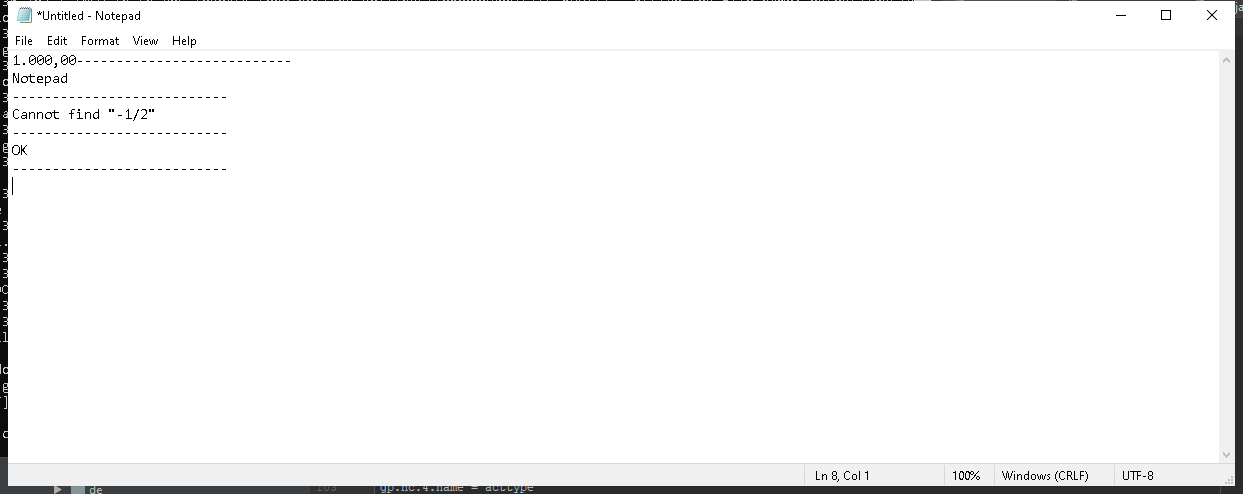 *Untitled - Notepad
File Edit Format View Help
1.000,00---------------------------
Notepad
---------------------------
Cannot find "-1/2"
---------------------------
OK
---------------------------
Ln 8, Col 1 100% Windows (CRLF) UTF-8
de
gp.nc.4.name = acctype